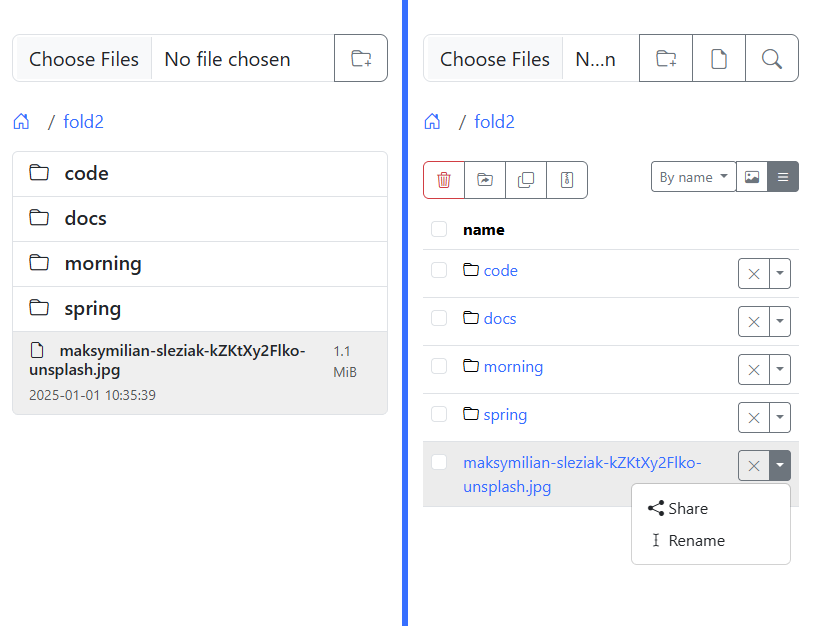 Choose Files No file chosen
/ fold2
code
docs
morning
spring
maksymilian-sleziak-kZKtXy2Flko-
unsplash.jpg
1.1
MiB
2025-01-01 10:35:39
Choose Files N...n
/ fold2
By name
name
code
docs
morning
spring
maksymilian-sleziak-kZKtXy2Flko-
unsplash.jpg
Share
Rename